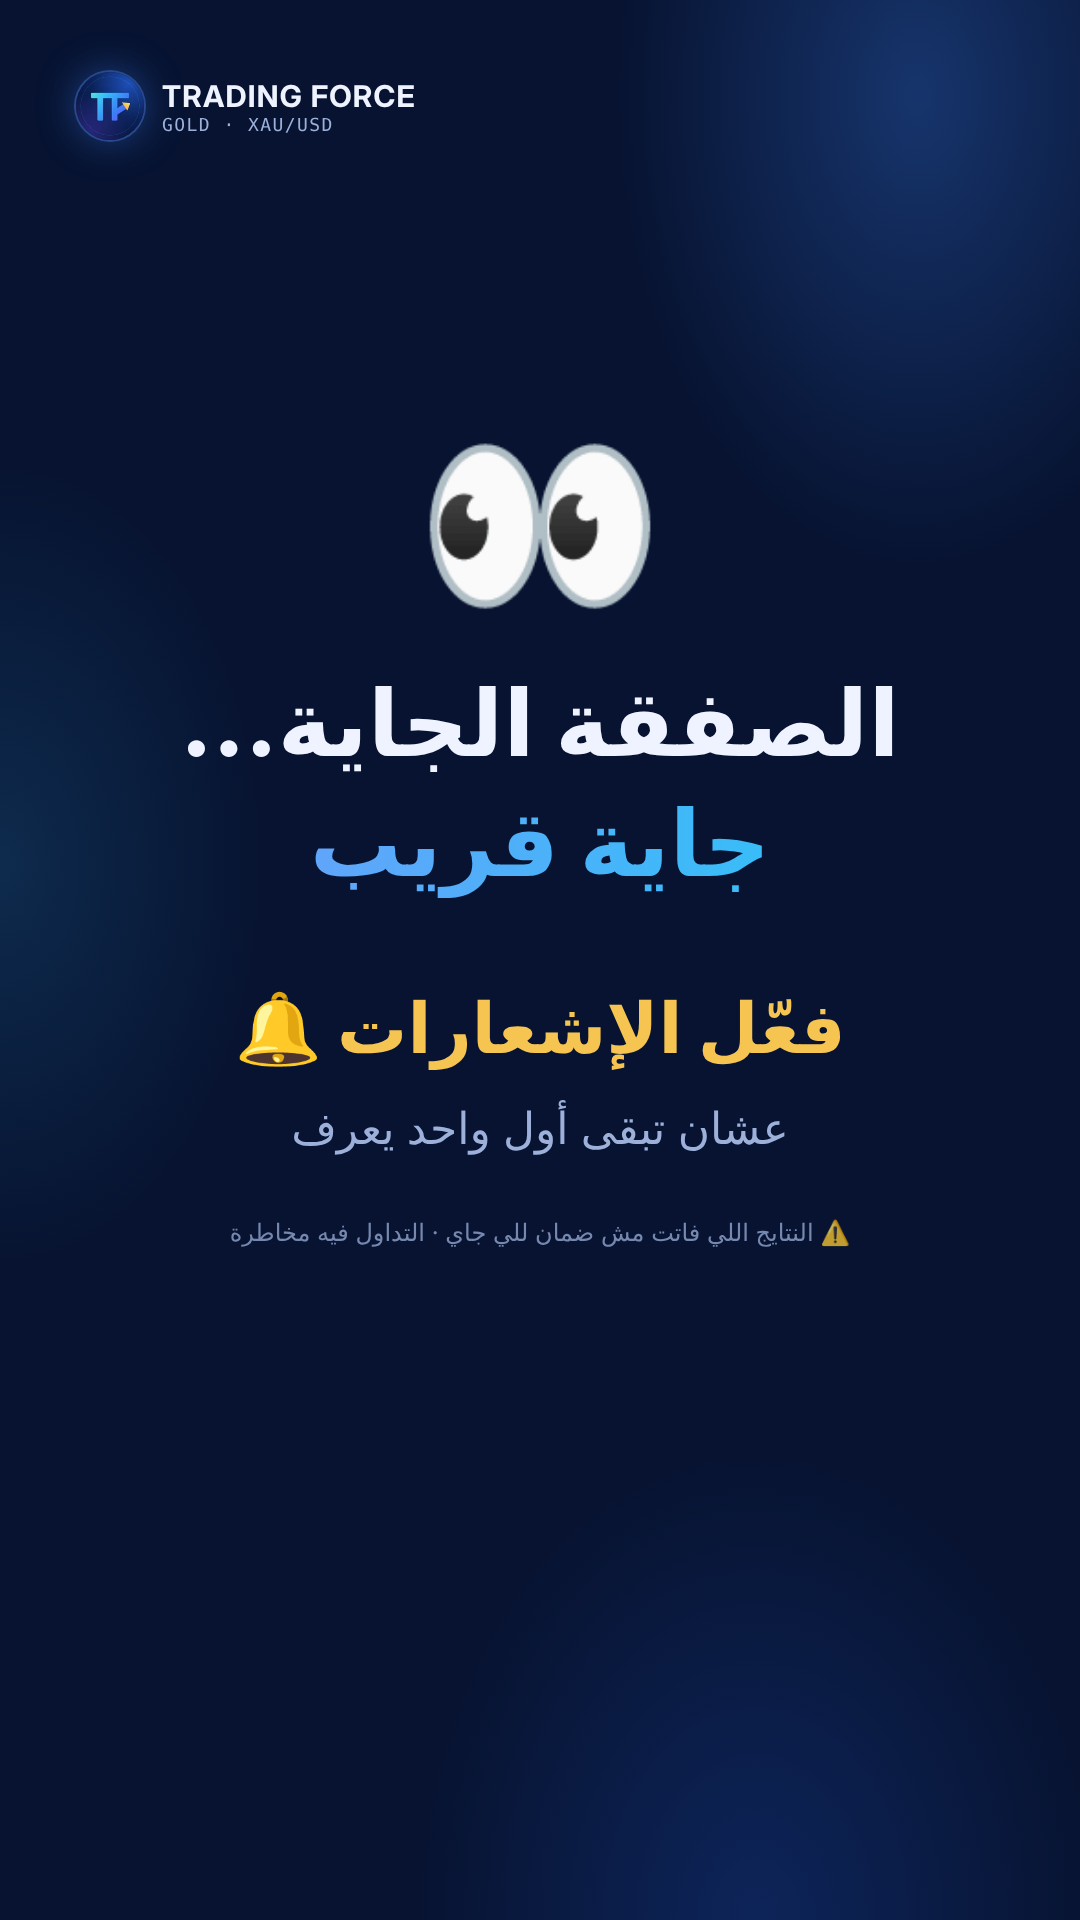 TRADING FORCE
GOLD · XAU/USD
الصفقة الجاية...
جاية قريب
فعّل الإشعارات 🔔
عشان تبقى أول واحد يعرف
⚠️ النتايج اللي فاتت مش ضمان للي جاي · التداول فيه مخاطرة